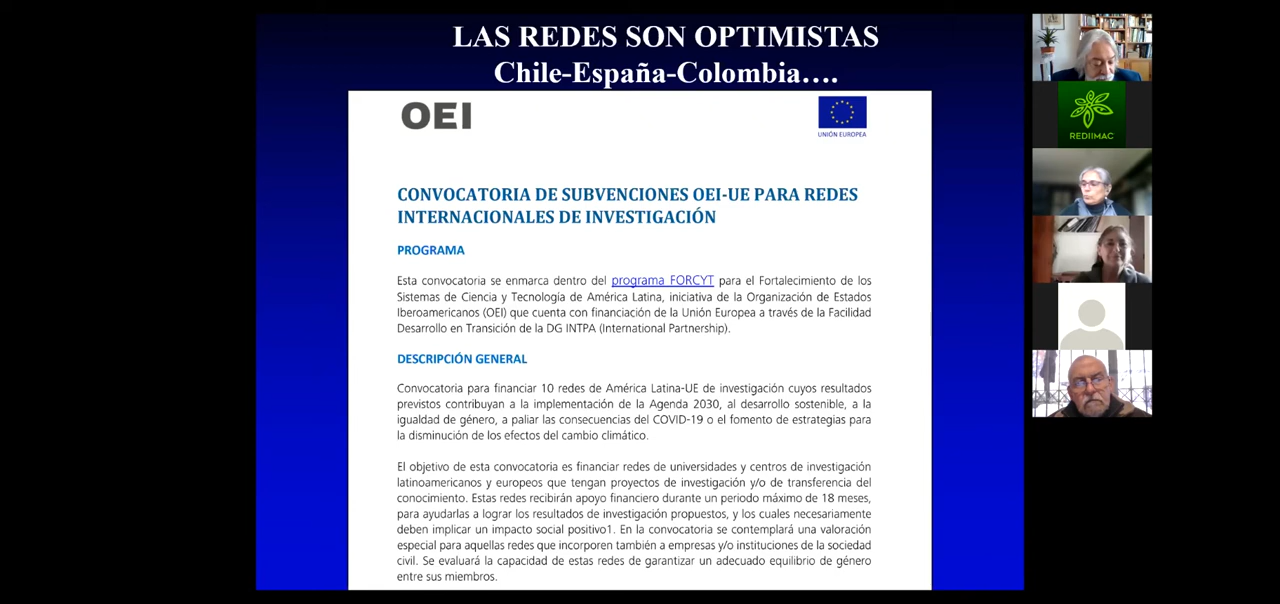 LAS REDES SON OPTIMISTAS
Chile-España-Colombia....
OEI
UNIÓN EUROPEA
CONVOCATORIA DE SUBVENCIONES OEI-UE PARA REDES
INTERNACIONALES DE INVESTIGACIÓN
PROGRAMA
Esta convocatoria se enmarca dentro del programa FORCYT para el Fortalecimiento de los
Sistemas de Ciencia y Tecnología de América Latina, iniciativa de la Organización de Estados
Iberoamericanos (OEI) que cuenta con financiación de la Unión Europea a través de la Facilidad
Desarrollo en Transición de la DG INTPA (International Partnership).
DESCRIPCIÓN GENERAL
Convocatoria para financiar 10 redes de América Latina-UE de investigación cuyos resultados
previstos contribuyan a la implementación de la Agenda 2030, al desarrollo sostenible, a la
igualdad de género, a paliar las consecuencias del COVID-19 o el fomento de estrategias para
la disminución de los efectos del cambio climático.
El objetivo de esta convocatoria es financiar redes de universidades y centros de investigación
latinoamericanos y europeos que tengan proyectos de investigación y/o de transferencia del
conocimiento. Estas redes recibirán apoyo financiero durante un periodo máximo de 18 meses,
para ayudarlas a lograr los resultados de investigación propuestos, y los cuales necesariamente
deben implicar un impacto social positivo1. En la convocatoria se contemplará una valoración
especial para aquellas redes que incorporen también a empresas y/o instituciones de la sociedad
civil. Se evaluará la capacidad de estas redes de garantizar un adecuado equilibrio de género
entre sus miembros.
REDIIMAC